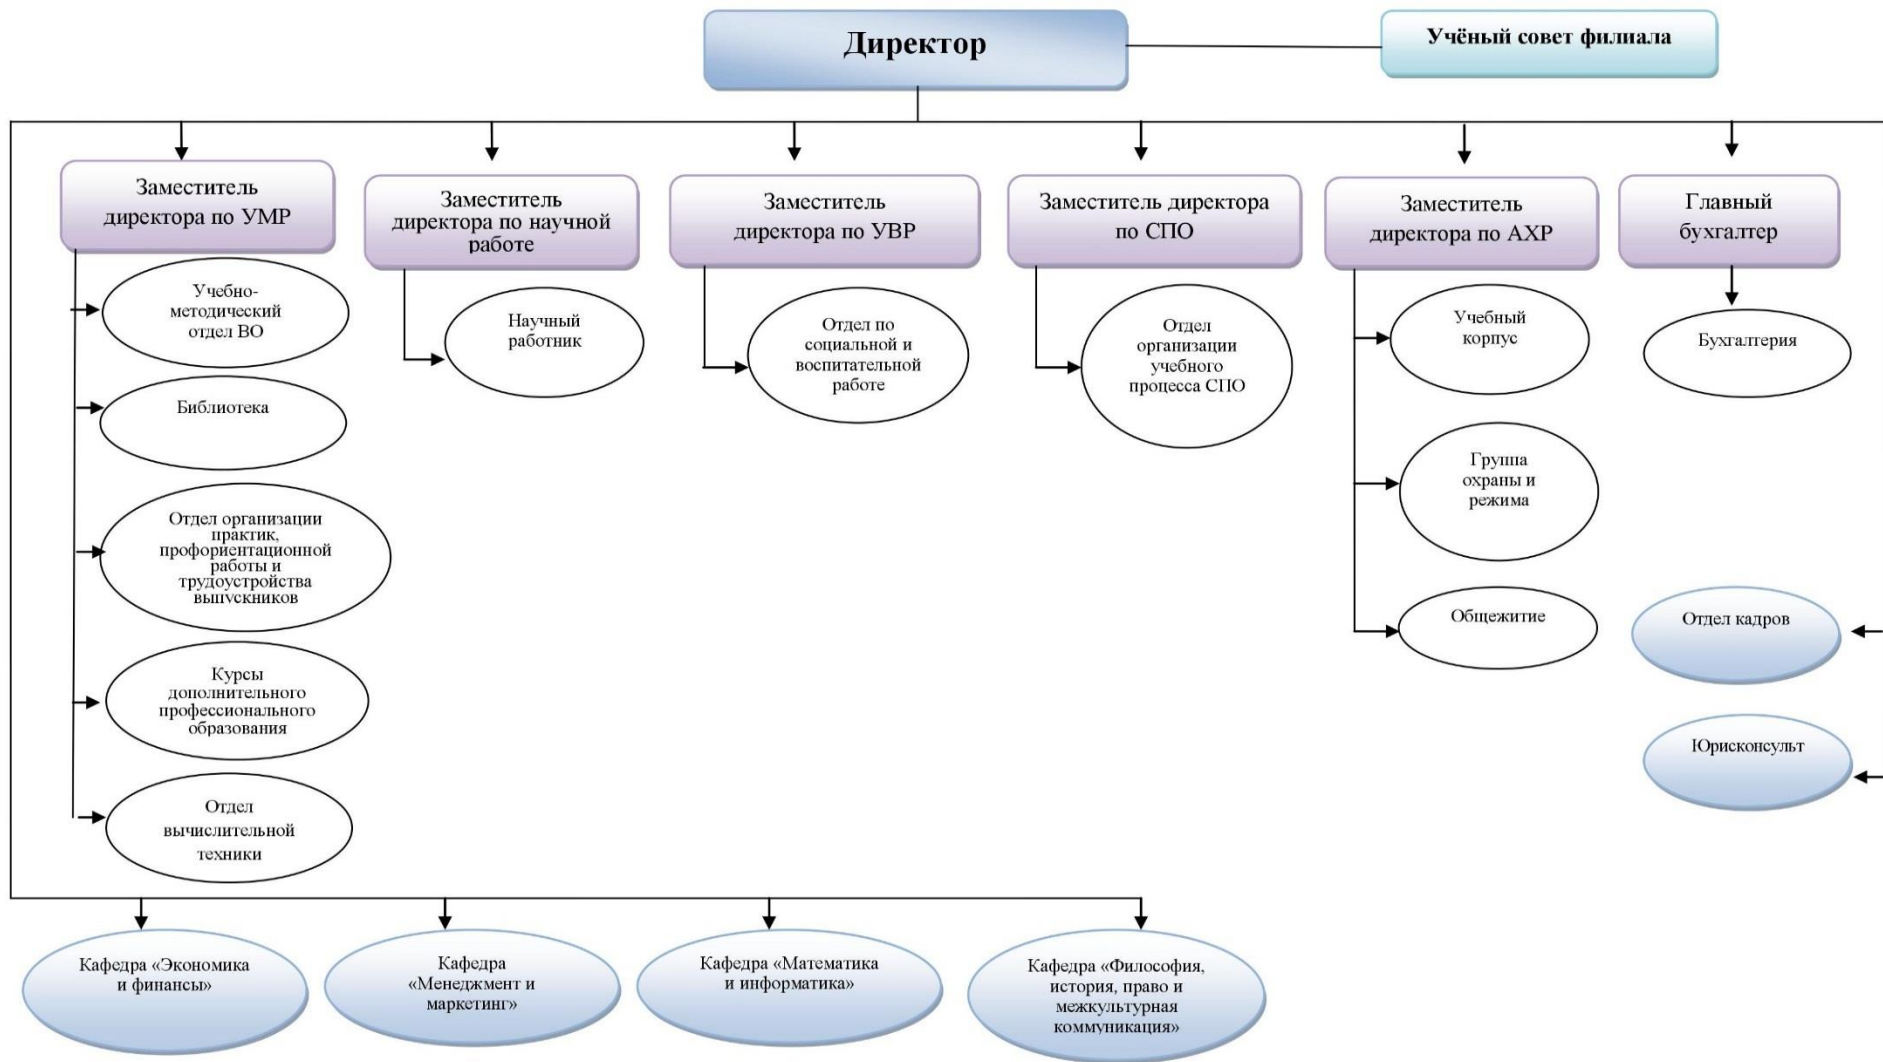 Директор
Учёный совет филиала
Заместитель
директора по УМР
Заместитель
директора по научной
работе
Заместитель
директора по УВР
Заместитель директора
по СПО
Заместитель
директора по АХР
Главный
бухгалтер
Учебно-
методический
отдел ВО
Библиотека
Отдел организации
практик,
профориентационной
работы и
трудоустройства
выпускников
Курсы
дополнительного
профессионального
образования
Отдел
вычислительной
техники
Научный
работник
Отдел по
социальной и
воспитательной
работе
Отдел
организации
учебного
процесса СПО
Учебный
корпус
Группа
охраны и
режима
Общежитие
Бухгалтерия
Отдел кадров
Юрисконсульт
Кафедра «Экономика
и финансы»
Кафедра
«Менеджмент и
маркетинг»
Кафедра «Математика
и информатика»
Кафедра «Философия,
история, право и
межкультурная
коммуникация»